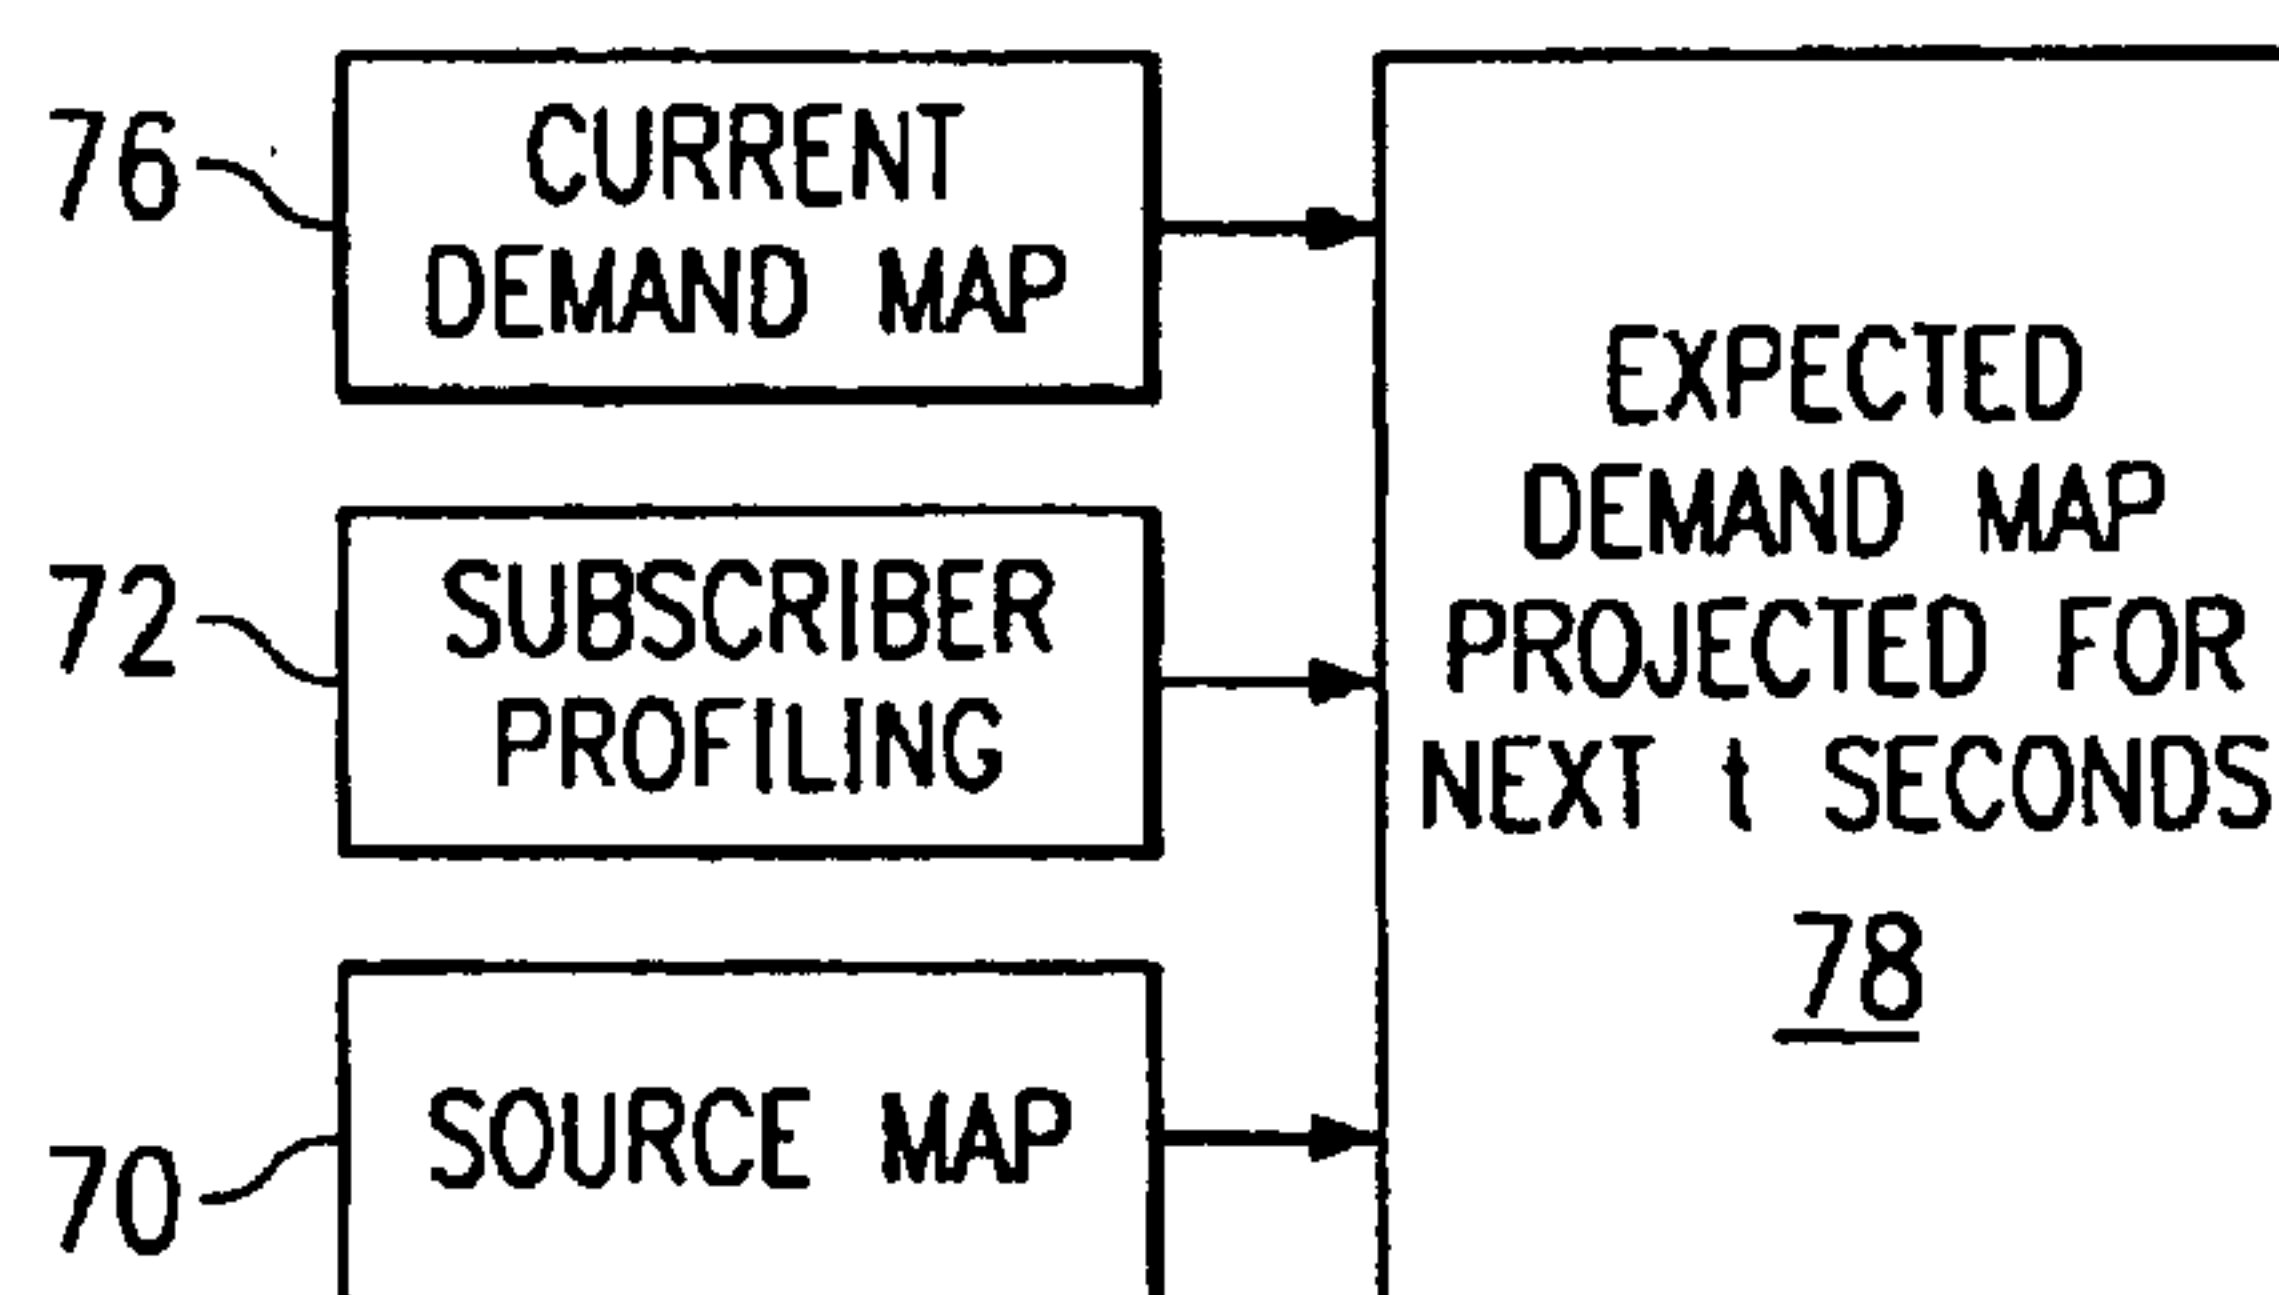 76
CURRENT
DEMAND MAP
72
SUBSCRIBER
PROFILING
70
SOURCE MAP
EXPECTED
DEMAND MAP
PROJECTED FOR
NEXT t SECONDS
78